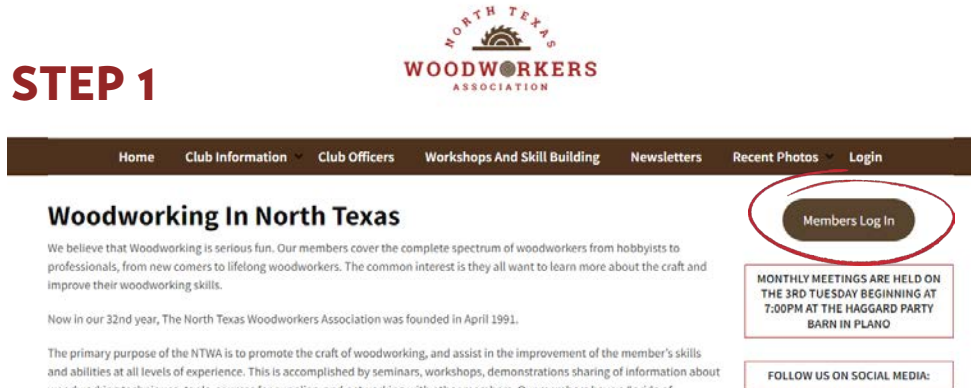 NORTH TEXAS
WOODWORKERS
ASSOCIATION
STEP 1
Home Club Information Club Officers Workshops And Skill Building Newsletters Recent Photos Login
Woodworking In North Texas
Members Log In
We believe that Woodworking is serious fun. Our members cover the complete spectrum of woodworkers from hobbyists to
professionals, from new comers to lifelong woodworkers. The common interest is they all want to learn more about the craft and
improve their woodworking skills.
Now in our 32nd year, The North Texas Woodworkers Association was founded in April 1991.
The primary purpose of the NTWA is to promote the craft of woodworking, and assist in the improvement of the member's skills
and abilities at all levels of experience. This is accomplished by seminars, workshops, demonstrations sharing of information about
MONTHLY MEETINGS ARE HELD ON
THE 3RD TUESDAY BEGINNING AT
7:00PM AT THE HAGGARD PARTY
BARN IN PLANO
FOLLOW US ON SOCIAL MEDIA: